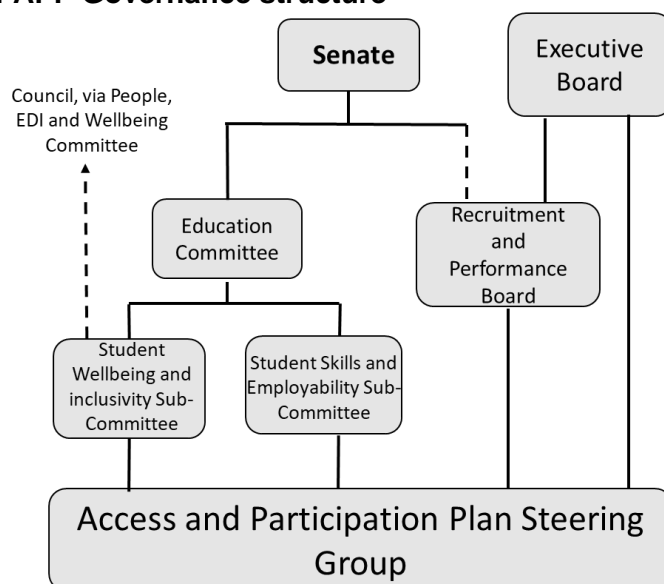 APP Governance structure
Senate
Executive
Board
Council, via People,
EDI and Wellbeing
Committee
Education
Committee
Recruitment
and
Performance
Board
Student
Wellbeing and
inclusivity Sub-
Committee
Student Skills and
Employability Sub-
Committee
Access and Participation Plan Steering
Group